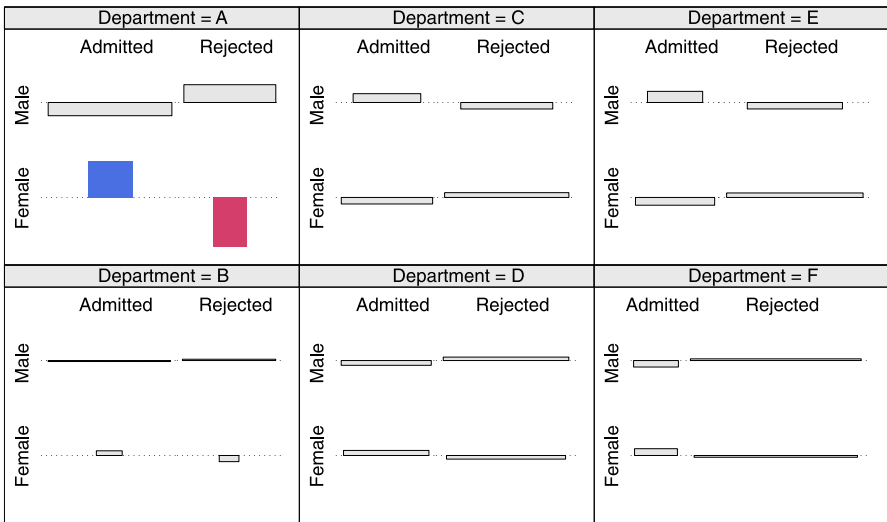 Department = A
Admitted Rejected
Male
Female
Department = C
Admitted Rejected
Male
Female
Department = E
Admitted Rejected
Male
Female
Department = B
Admitted Rejected
Male
Female
Department = D
Admitted Rejected
Male
Female
Department = F
Admitted Rejected
Male
Female